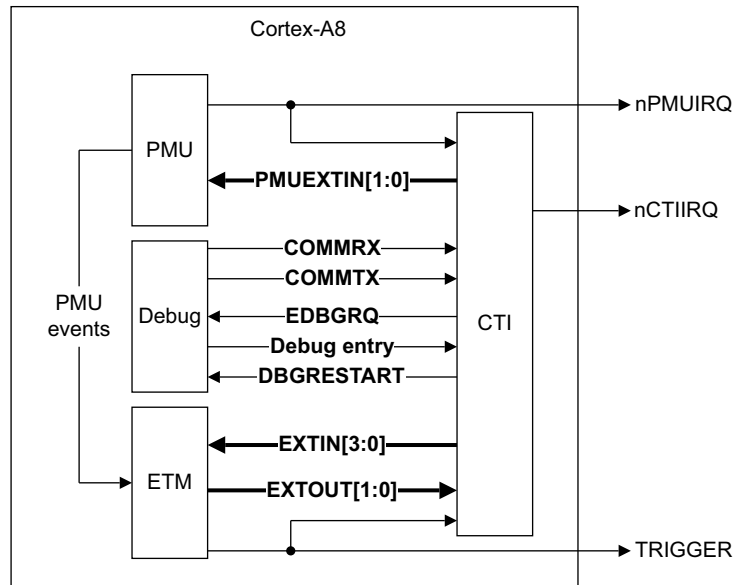 Cortex-A8
nPMUIRQ
PMU
PMUEXTIN[1:0]
nCTIIRQ
COMMRX
COMMTX
PMU
events
Debug
EDBGRQ
CTI
Debug entry
DBGRESTART
EXTIN[3:0]
ETM
EXTOUT[1:0]
TRIGGER